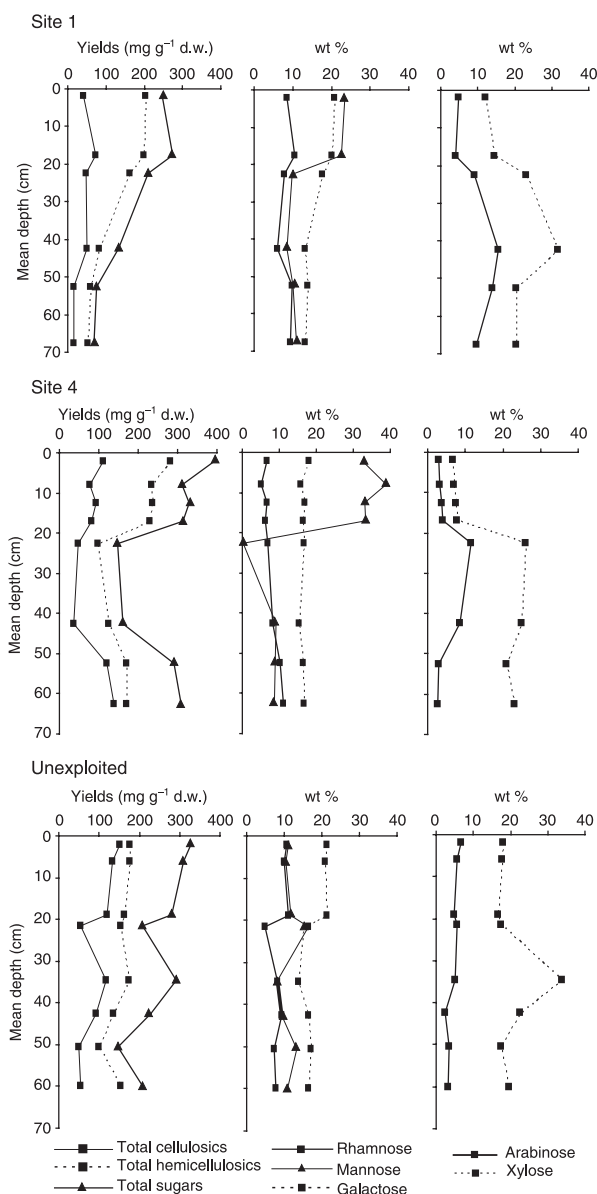 Site 1
Yields (mg g⁻¹ d.w.) wt %
0 100 200 300 400 0 10 20 30 40 0 10 20 30 40
0
10
20
30
40
50
60
70
Mean depth (cm)
Site 4
Yields (mg g⁻¹ d.w.) wt % wt %
0 100 200 300 400 0 10 20 30 40 0 10 20 30 40
0
10
20
30
40
50
60
70
Mean depth (cm)
Unexploited
Yields (mg g⁻¹ d.w.) wt % wt %
0 100 200 300 400 0 10 20 30 40 0 10 20 30 40
0
10
20
30
40
50
60
70
Mean depth (cm)
Total cellulosics Rhamnose Arabinose
Total hemicellulosics Mannose Xylose
Total sugars Galactose